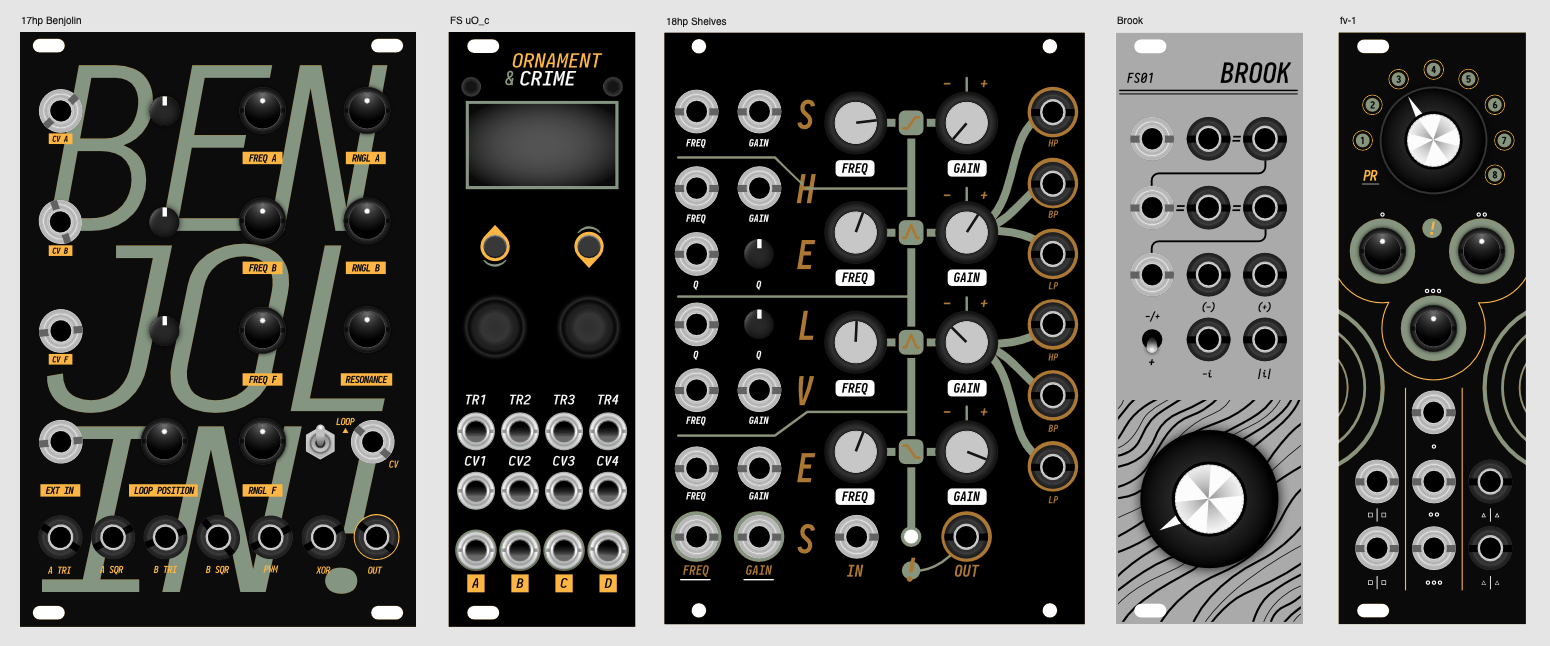 17hp Benjolin
BEN
JOL
IN!
CV A
FREQ A
RNGL A
CV B
FREQ B
RNGL B
CV F
FREQ F
RESONANCE
LOOP
CV
EXT IN
LOOP POSITION
RNGL F
A TRI
A SQR
B TRI
B SQR
PWM
XOR
OUT
FS uO_c
ORNAMENT
& CRIME
TR1 TR2 TR3 TR4
CV1 CV2 CV3 CV4
A B C D
18hp Shelves
SHELVES
- +
FREQ GAIN
FREQ GAIN
HP
- +
FREQ GAIN
BP
Q Q
FREQ GAIN
LP
- +
Q Q
FREQ GAIN
HP
FREQ GAIN
- +
BP
FREQ GAIN
FREQ GAIN
LP
FREQ GAIN
IN OUT
Brook
FS01 BROOK
= 
= =
(-) (+)
-/+
+
-i |i|
fv-1
1 2 3 4 5 6 7 8
PR
!